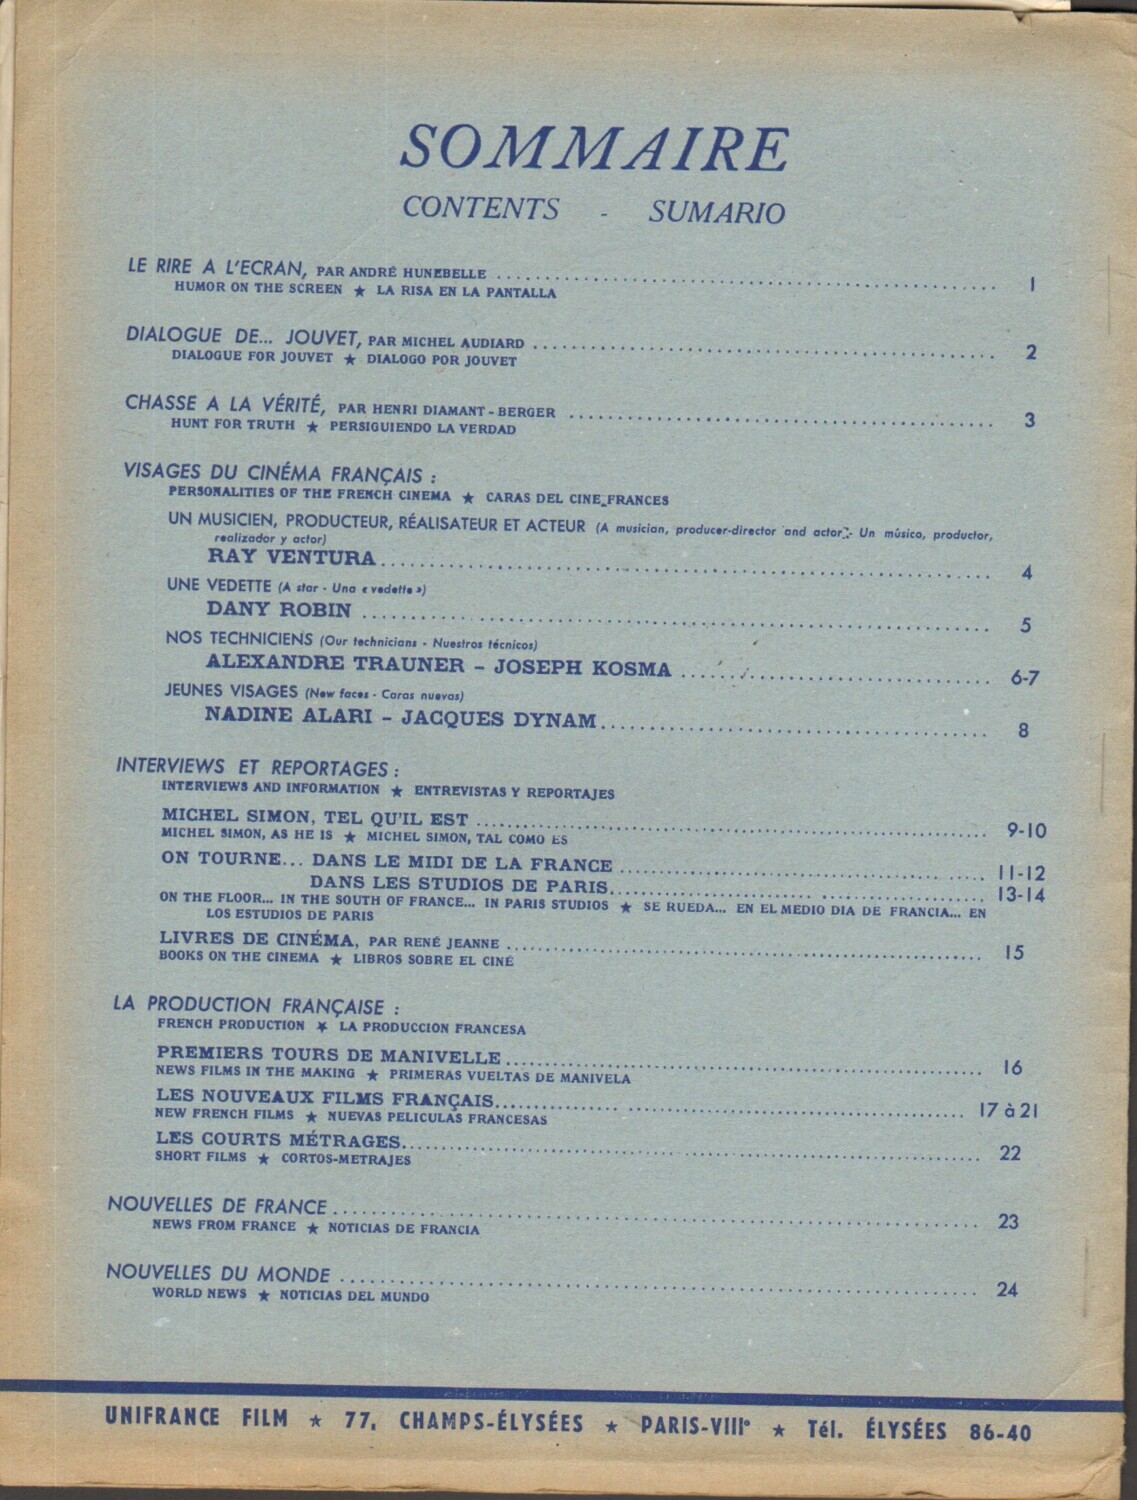 SOMMAIRE
CONTENTS - SUMARIO
LE RIRE A L'ECRAN, PAR ANDRÉ HUNEBELLE ........ 1
HUMOR ON THE SCREEN ★ LA RISA EN LA PANTALLA
DIALOGUE DE... JOUVET, PAR MICHEL AUDIARD ........ 2
DIALOGUE FOR JOUVET ★ DIALOGO POR JOUVET
CHASSE A LA VÉRITÉ, PAR HENRI DIAMANT-BERGER ........ 3
HUNT FOR TRUTH ★ PERSIGUIENDO LA VERDAD
VISAGES DU CINÉMA FRANÇAIS :
PERSONALITIES OF THE FRENCH CINEMA ★ CARAS DEL CINE FRANCES
UN MUSICIEN, PRODUCTEUR, RÉALISATEUR ET ACTEUR (A musician, producer-director and actor - Un músico, productor,
realizador y actor)
RAY VENTURA ........ 4
UNE VEDETTE (A star - Una « vedette »)
DANY ROBIN ........ 5
NOS TECHNICIENS (Our technicians - Nuestros técnicos)
ALEXANDRE TRAUNER - JOSEPH KOSMA ........ 6-7
JEUNES VISAGES (New faces - Caras nuevas)
NADINE ALARI - JACQUES DYNAM ........ 8
INTERVIEWS ET REPORTAGES :
INTERVIEWS AND INFORMATION ★ ENTREVISTAS Y REPORTAJES
MICHEL SIMON, TEL QU'IL EST ........ 9-10
MICHEL SIMON, AS HE IS ★ MICHEL SIMON, TAL COMO ES
ON TOURNE... DANS LE MIDI DE LA FRANCE ........ 11-12
DANS LES STUDIOS DE PARIS ........ 13-14
ON THE FLOOR... IN THE SOUTH OF FRANCE... IN PARIS STUDIOS ★ SE RUEDA... EN EL MEDIO DIA DE FRANCIA... EN
LOS ESTUDIOS DE PARIS
LIVRES DE CINÉMA, PAR RENÉ JEANNE ........ 15
BOOKS ON THE CINEMA ★ LIBROS SOBRE EL CINÉ
LA PRODUCTION FRANÇAISE :
FRENCH PRODUCTION ★ LA PRODUCCION FRANCESA
PREMIERS TOURS DE MANIVELLE ........ 16
NEWS FILMS IN THE MAKING ★ PRIMERAS VUELTAS DE MANIVELA
LES NOUVEAUX FILMS FRANÇAIS ........ 17 à 21
NEW FRENCH FILMS ★ NUEVAS PELICULAS FRANCESAS
LES COURTS MÉTRAGES ........ 22
SHORT FILMS ★ CORTOS-METRAJES
NOUVELLES DE FRANCE ........ 23
NEWS FROM FRANCE ★ NOTICIAS DE FRANCIA
NOUVELLES DU MONDE ........ 24
WORLD NEWS ★ NOTICIAS DEL MUNDO
UNIFRANCE FILM ★ 77, CHAMPS-ÉLYSÉES ★ PARIS-VIIIe ★ Tél. ÉLYSÉES 86-40